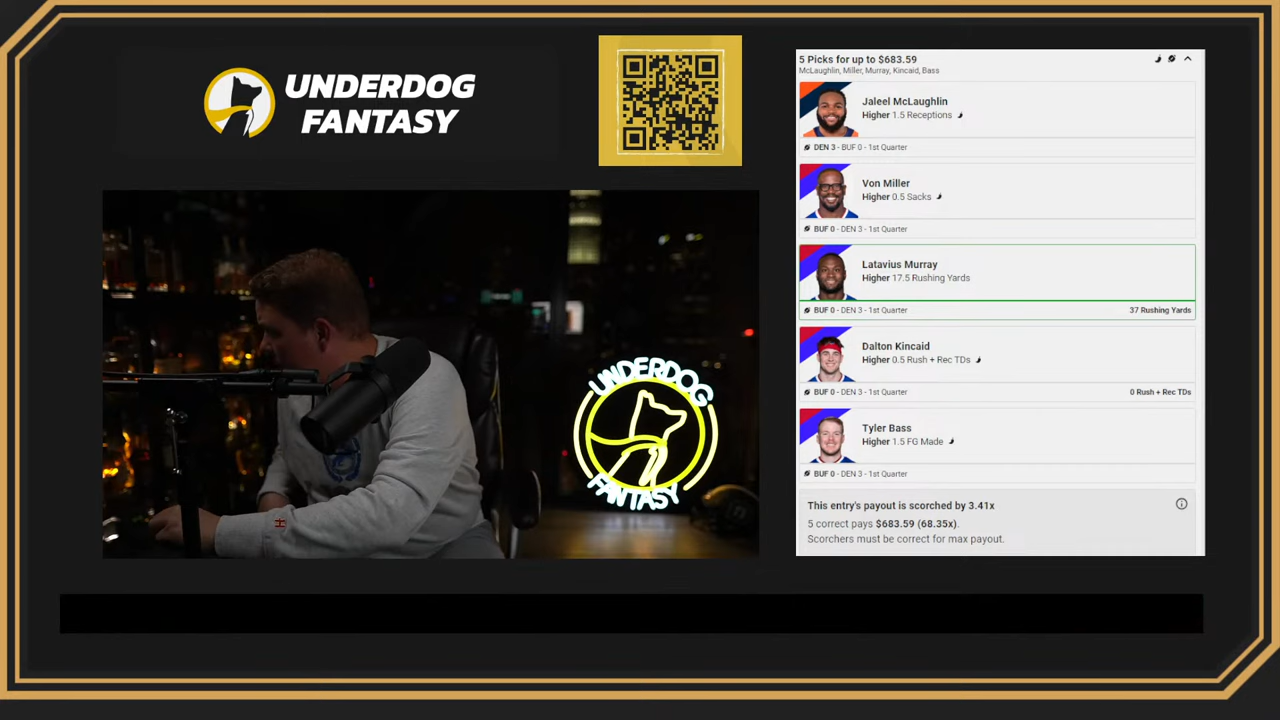 UNDERDOG
FANTASY
5 Picks for up to $683.59
McLaughlin, Miller, Murray, Kincaid, Bass
Jaleel McLaughlin
Higher 1.5 Receptions
DEN 3 - BUF 0 - 1st Quarter
Von Miller
Higher 0.5 Sacks
BUF 0 - DEN 3 - 1st Quarter
Latavius Murray
Higher 17.5 Rushing Yards
BUF 0 - DEN 3 - 1st Quarter 37 Rushing Yards
Dalton Kincaid
Higher 0.5 Rush + Rec TDs
BUF 0 - DEN 3 - 1st Quarter 0 Rush + Rec TDs
Tyler Bass
Higher 1.5 FG Made
BUF 0 - DEN 3 - 1st Quarter
This entry's payout is scorched by 3.41x
5 correct pays $683.59 (68.35x).
Scorchers must be correct for max payout.
UNDERDOG
FANTASY